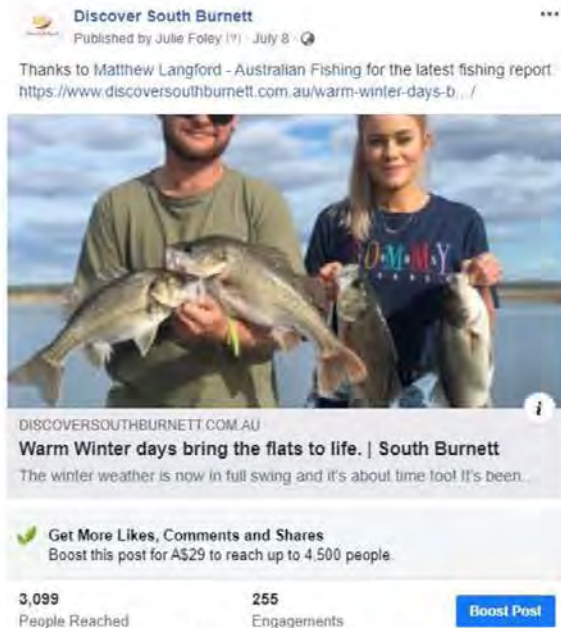 Discover South Burnett
Published by Julie Foley [?] · July 8 ·
Thanks to Matthew Langford - Australian Fishing for the latest fishing report
https://www.discoversouthburnett.com.au/warm-winter-days-b.../
TOMMY
DISCOVERSOUTHBURNETT.COM.AU
Warm Winter days bring the flats to life. | South Burnett
The winter weather is now in full swing and it's about time too! It's been...
Get More Likes, Comments and Shares
Boost this post for A$29 to reach up to 4,500 people.
3,099
255
People Reached
Engagements
Boost Post